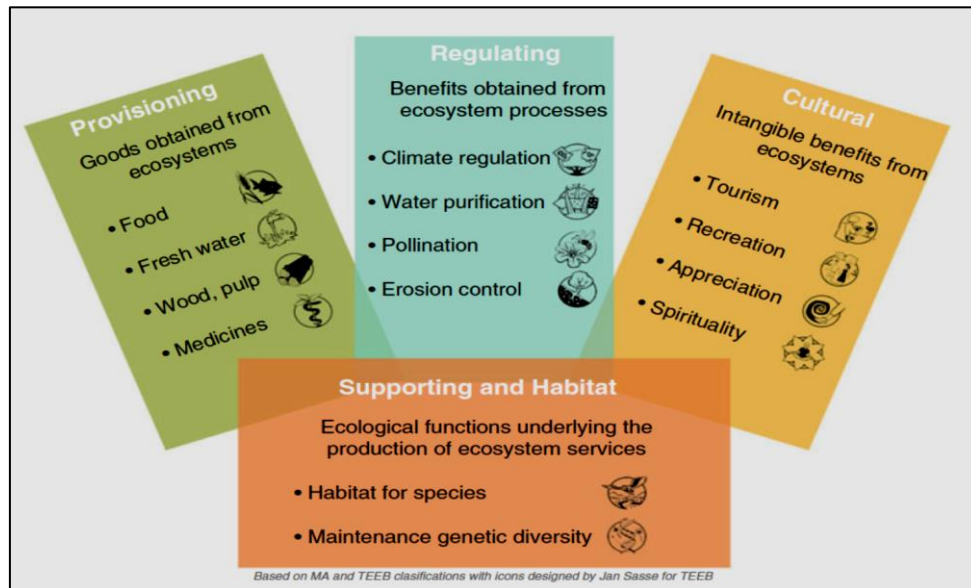 Provisioning
Goods obtained from
ecosystems
• Food
• Fresh water
• Wood, pulp
• Medicines
Regulating
Benefits obtained from
ecosystem processes
• Climate regulation
• Water purification
• Pollination
• Erosion control
Cultural
Intangible benefits from
ecosystems
• Tourism
• Recreation
• Appreciation
• Spirituality
Supporting and Habitat
Ecological functions underlying the
production of ecosystem services
• Habitat for species
• Maintenance genetic diversity
Based on MA and TEEB clasifications with icons designed by Jan Sasse for TEEB